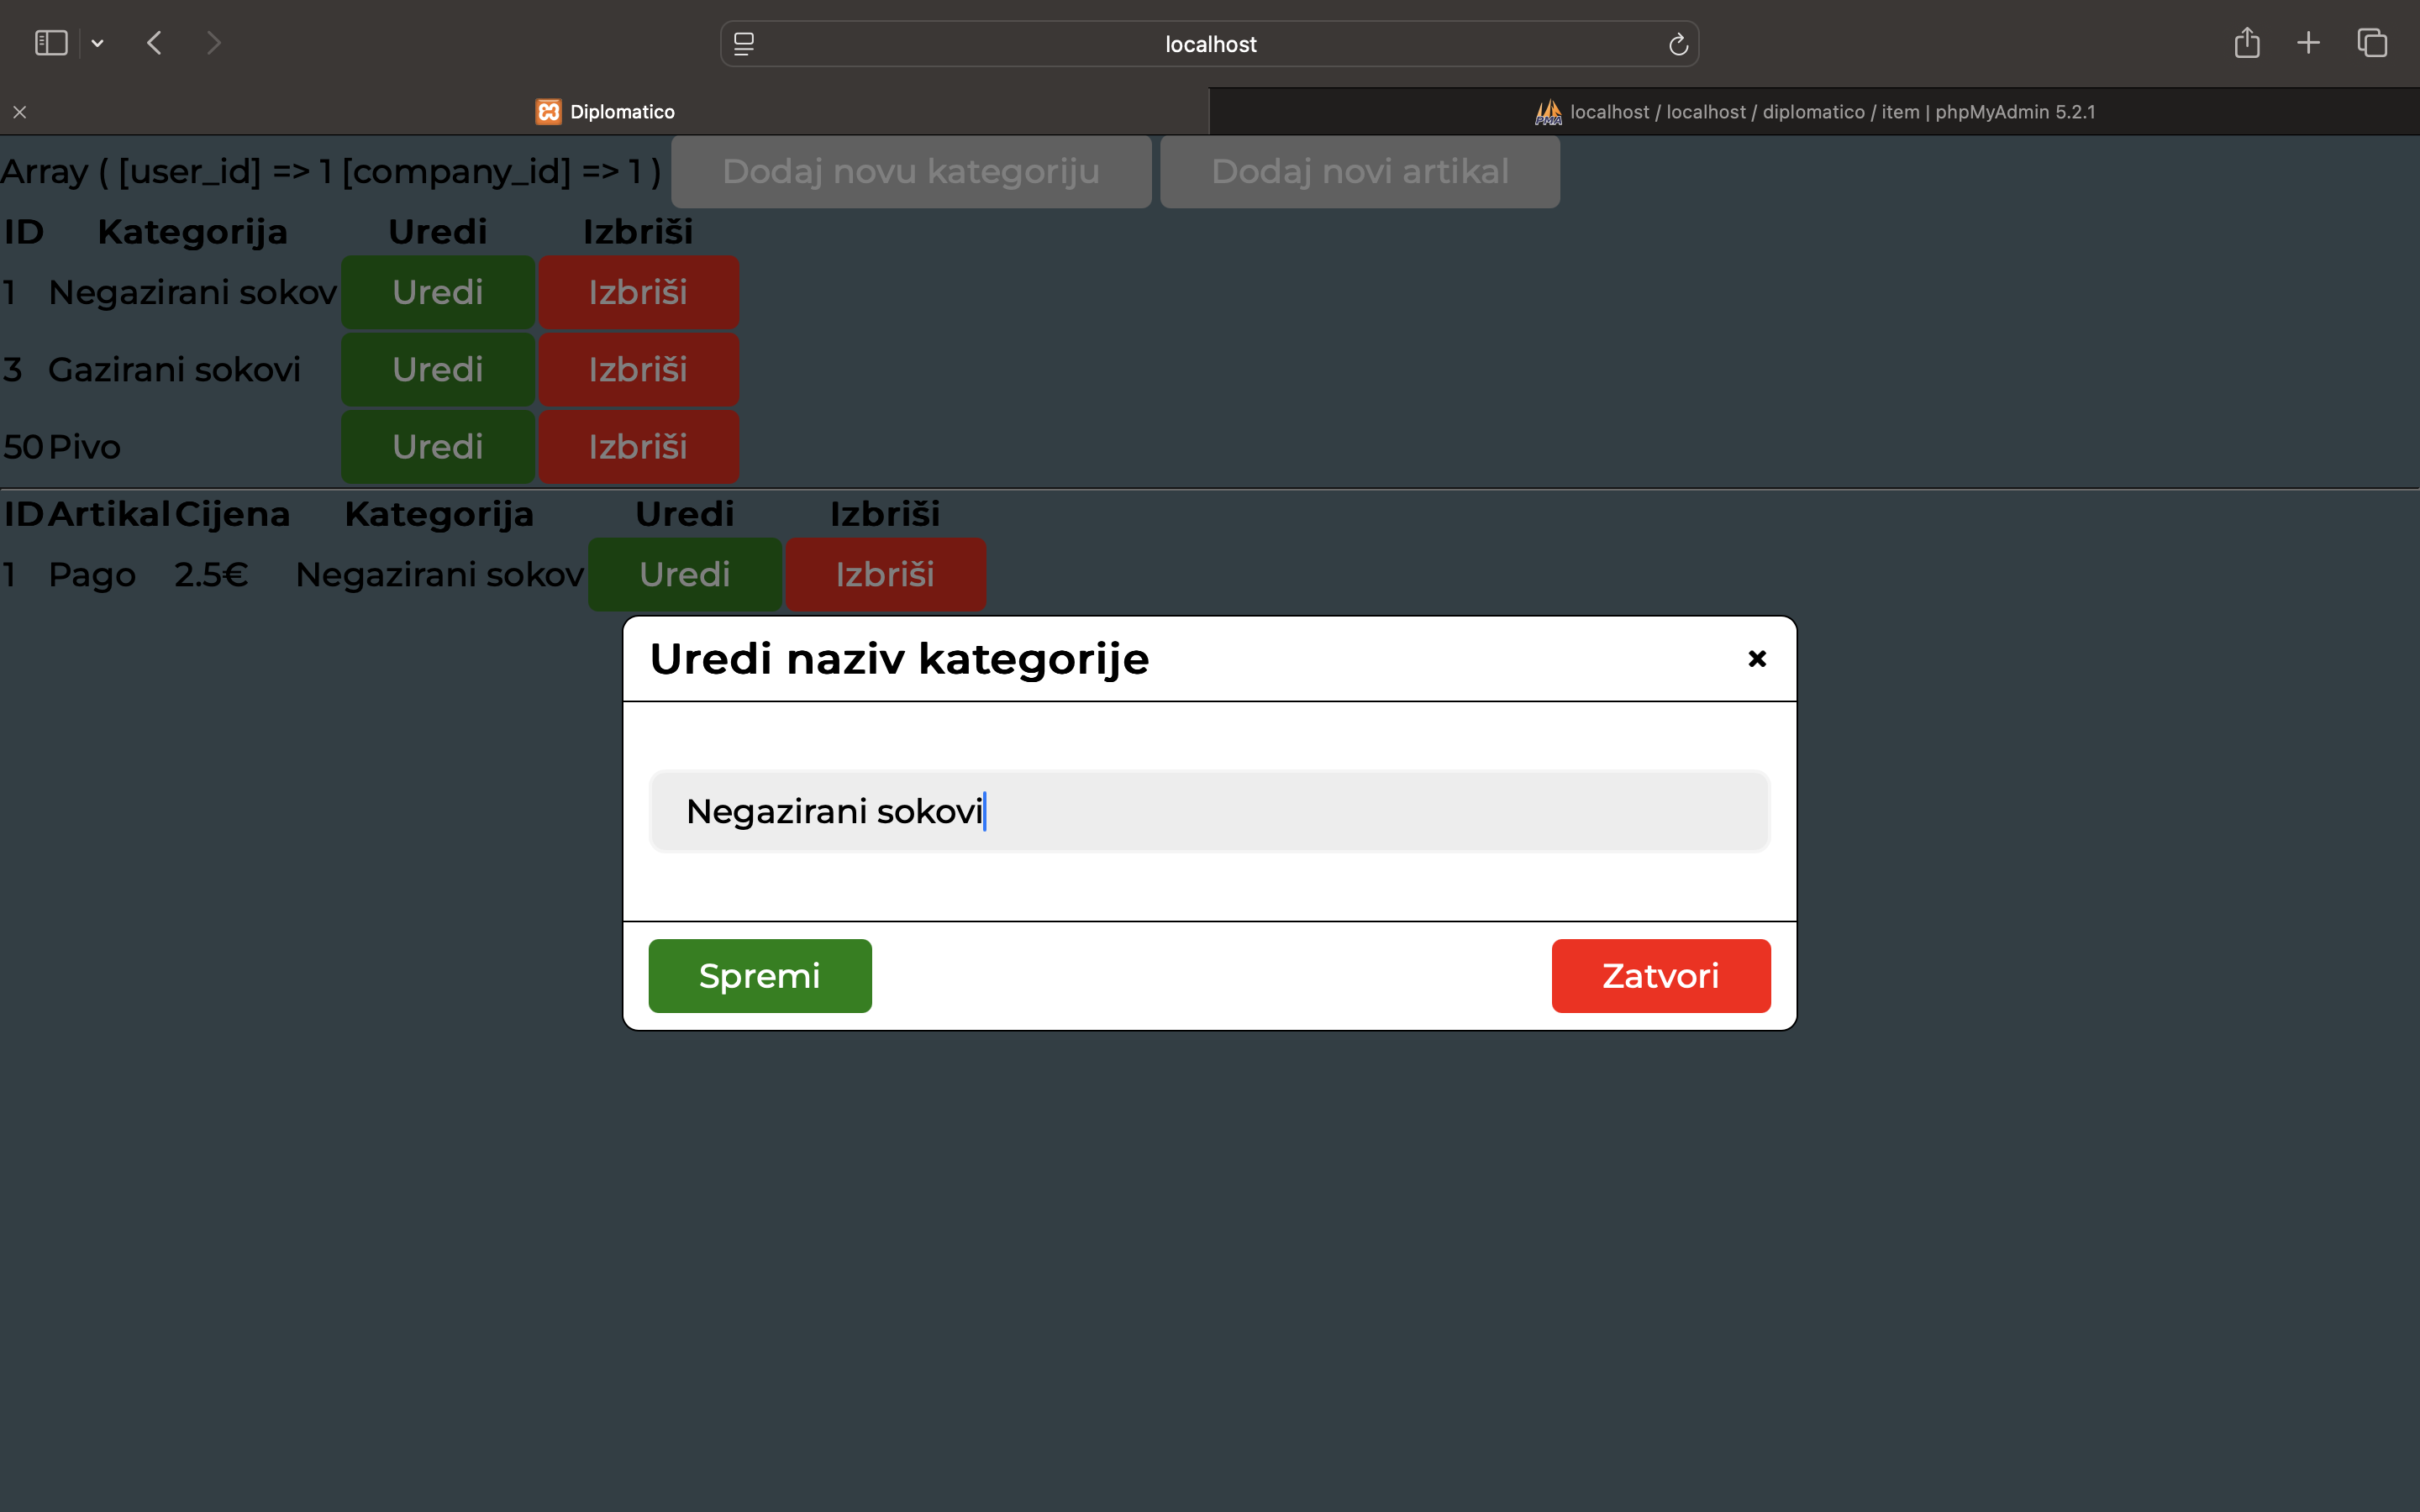 localhost
Diplomatico
localhost / localhost / diplomatico / item | phpMyAdmin 5.2.1
Array ( [user_id] => 1 [company_id] => 1 ) Dodaj novu kategoriju Dodaj novi artikal
ID Kategorija Uredi Izbriši
1 Negazirani sokov Uredi Izbriši
3 Gazirani sokovi Uredi Izbriši
50 Pivo Uredi Izbriši
ID Artikal Cijena Kategorija Uredi Izbriši
1 Pago 2.5€ Negazirani sokov Uredi Izbriši
Uredi naziv kategorije
Negazirani sokovi
Spremi Zatvori